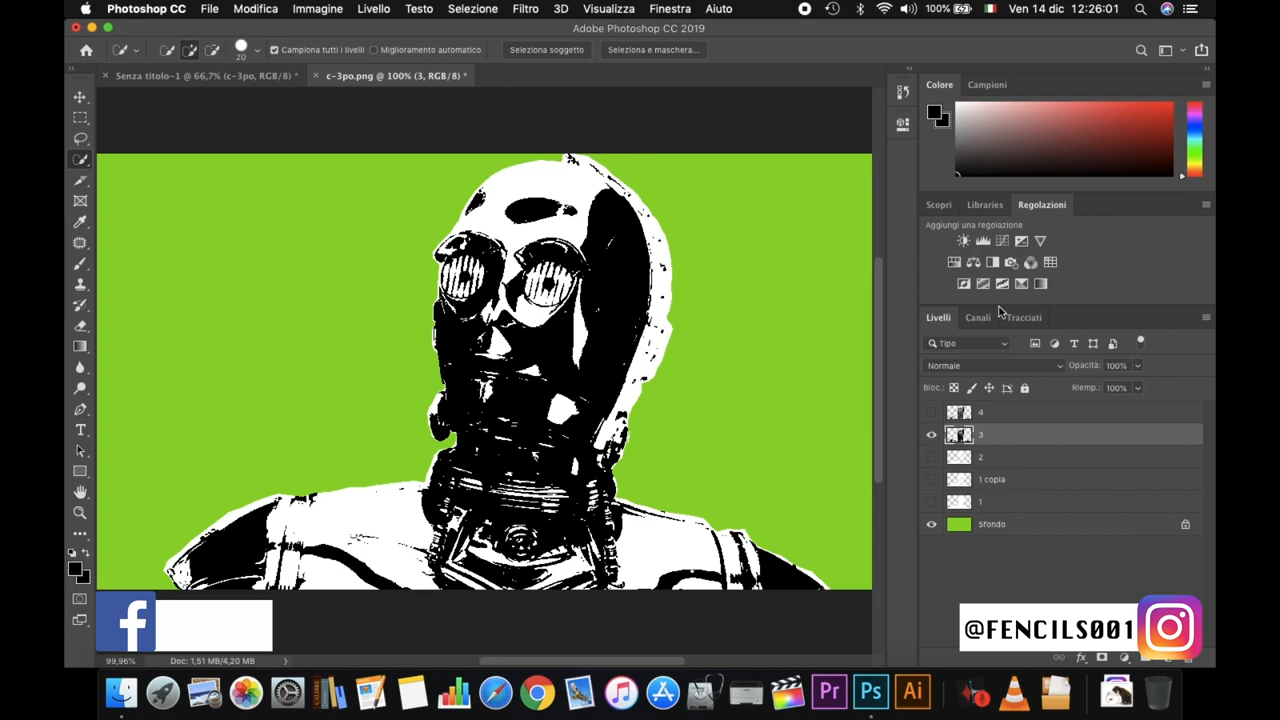 Photoshop CC File Modifica Immagine Livello Testo Selezione Filtro 3D Visualizza Finestra Aiuto 100% Ven 14 dic 12:26:01
Adobe Photoshop CC 2019
20 Campiona tutti i livelli Miglioramento automatico Seleziona soggetto Seleziona e maschera...
Senza titolo-1 @ 66,7% (c-3po, RGB/8) * c-3po.png @ 100% (3, RGB/8) *
Colore Campioni
Scopri Libraries Regolazioni
Aggiungi una regolazione
Livelli Canali Tracciati
Tipo
Normale Opacità: 100%
Bloc.: Riemp.: 100%
4
3
2
1 copia
1
Sfondo
f
@FENCILS001
99,96% Doc: 1,51 MB/4,20 MB
Pr Ps Ai